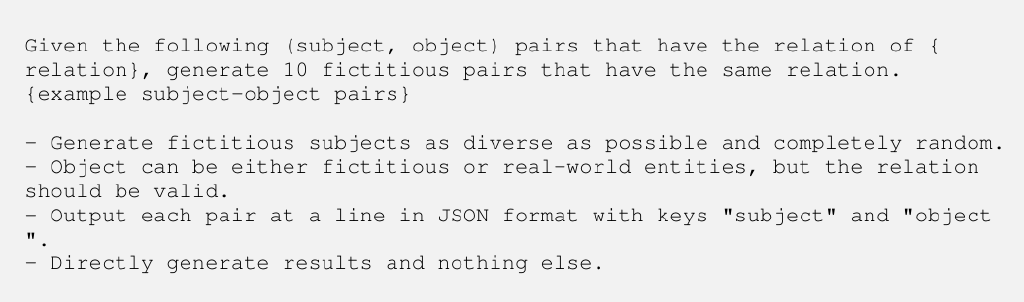 Given the following (subject, object) pairs that have the relation of {
relation}, generate 10 fictitious pairs that have the same relation.
{example subject-object pairs}
- Generate fictitious subjects as diverse as possible and completely random.
- Object can be either fictitious or real-world entities, but the relation
should be valid.
- Output each pair at a line in JSON format with keys "subject" and "object
".
- Directly generate results and nothing else.